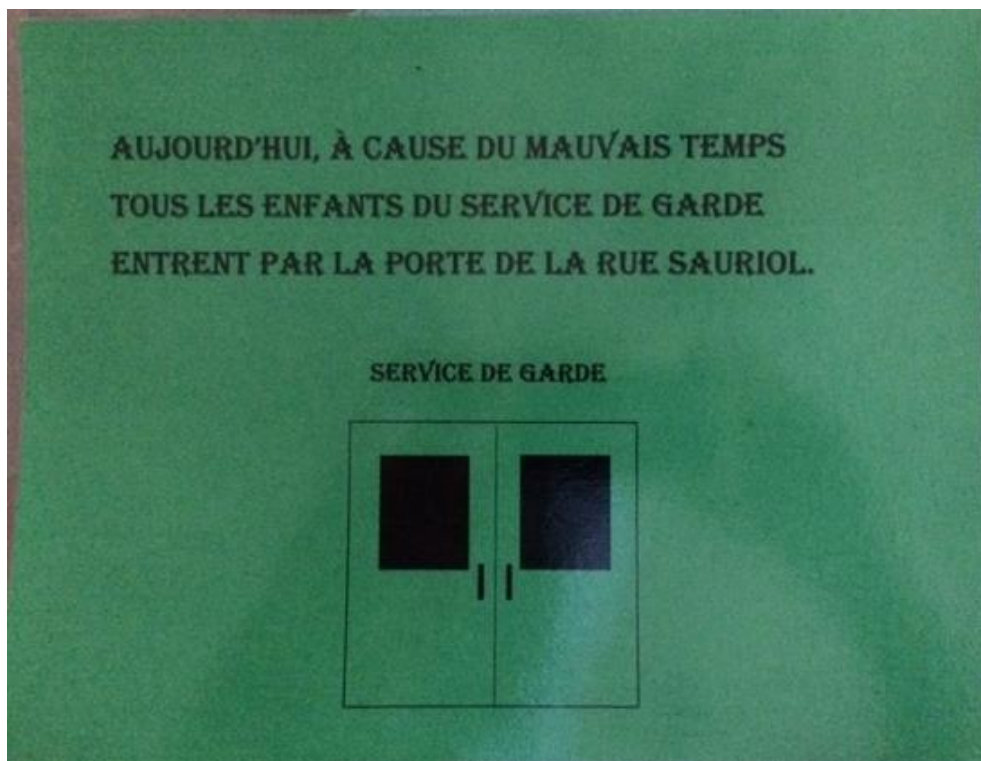 AUJOURD'HUI, À CAUSE DU MAUVAIS TEMPS
TOUS LES ENFANTS DU SERVICE DE GARDE
ENTRENT PAR LA PORTE DE LA RUE SAURIOL.
SERVICE DE GARDE